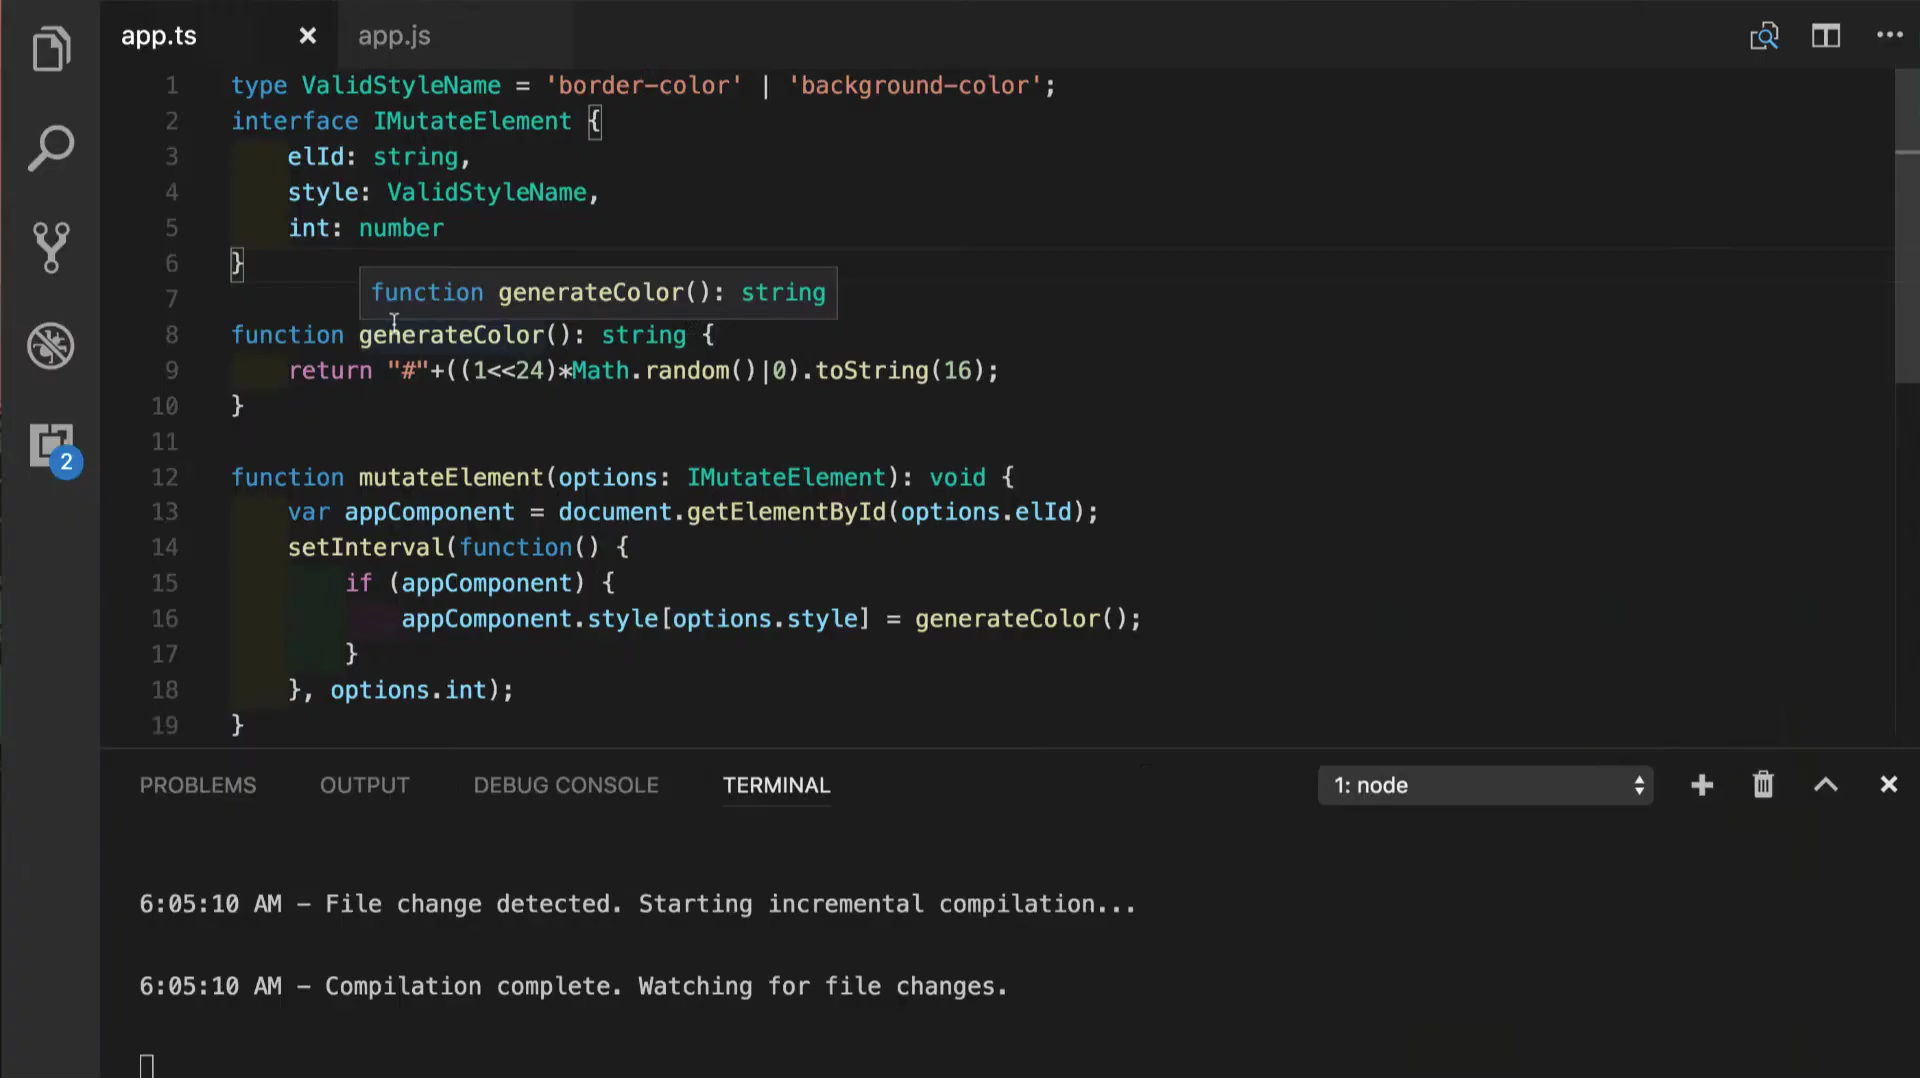 app.ts × app.js
1 type ValidStyleName = 'border-color' | 'background-color';
2 interface IMutateElement {
3 elId: string,
4 style: ValidStyleName,
5 int: number
6 }
7
function generateColor(): string
8 function generateColor(): string {
9 return "#"+((1<<24)*Math.random()|0).toString(16);
10 }
11
12 function mutateElement(options: IMutateElement): void {
13 var appComponent = document.getElementById(options.elId);
14 setInterval(function() {
15 if (appComponent) {
16 appComponent.style[options.style] = generateColor();
17 }
18 }, options.int);
19 }
2
PROBLEMS OUTPUT DEBUG CONSOLE TERMINAL 1: node
6:05:10 AM – File change detected. Starting incremental compilation...
6:05:10 AM – Compilation complete. Watching for file changes.